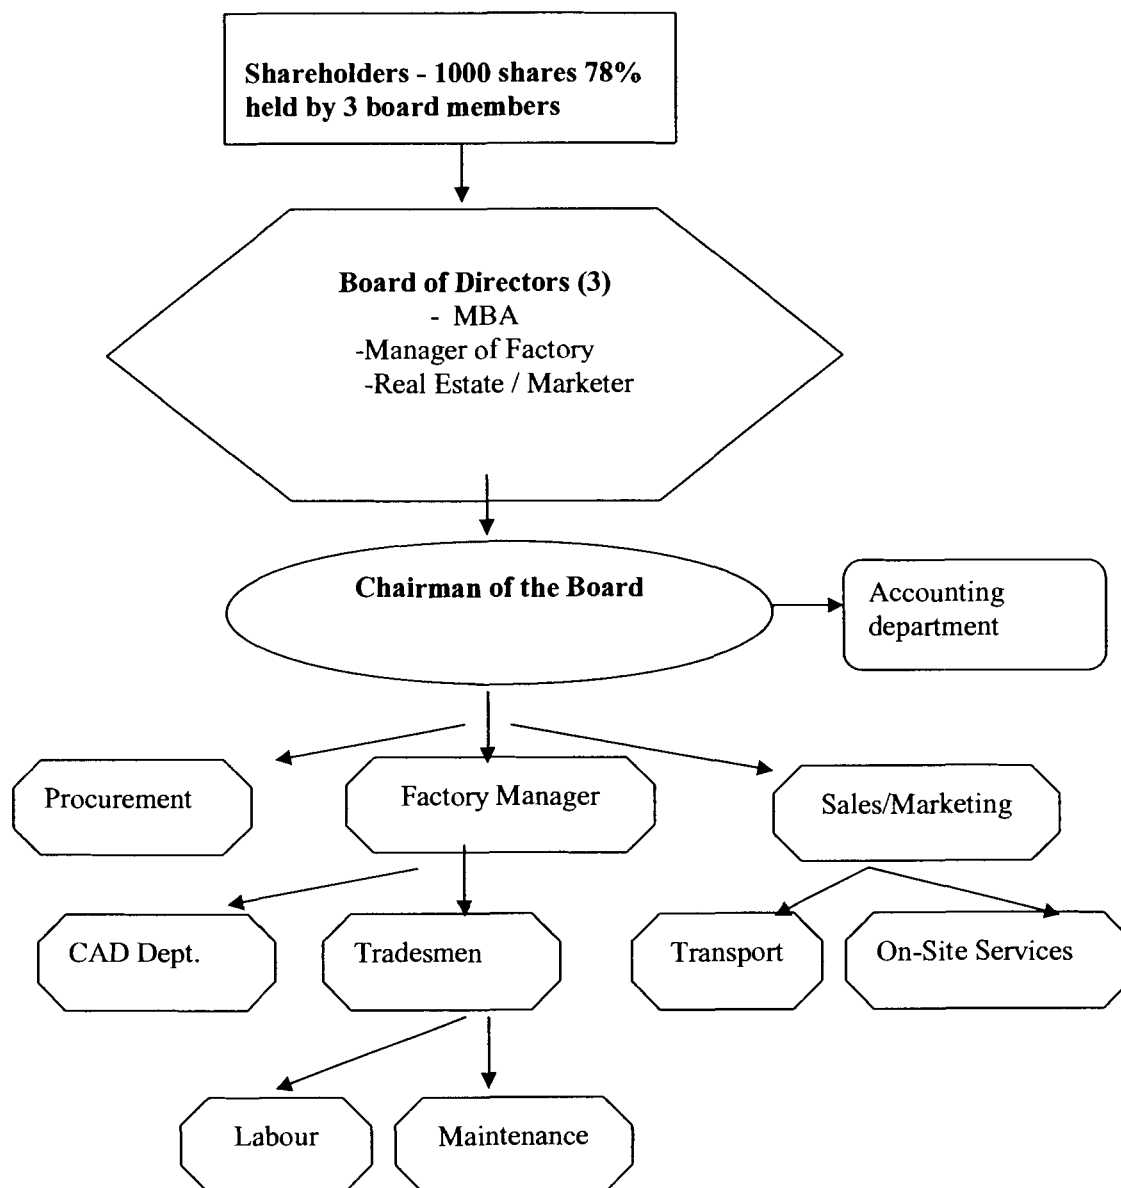 Shareholders - 1000 shares 78%
held by 3 board members
Board of Directors (3)
- MBA
-Manager of Factory
-Real Estate / Marketer
Chairman of the Board
Accounting
department
Procurement
Factory Manager
Sales/Marketing
CAD Dept.
Tradesmen
Transport
On-Site Services
Labour
Maintenance